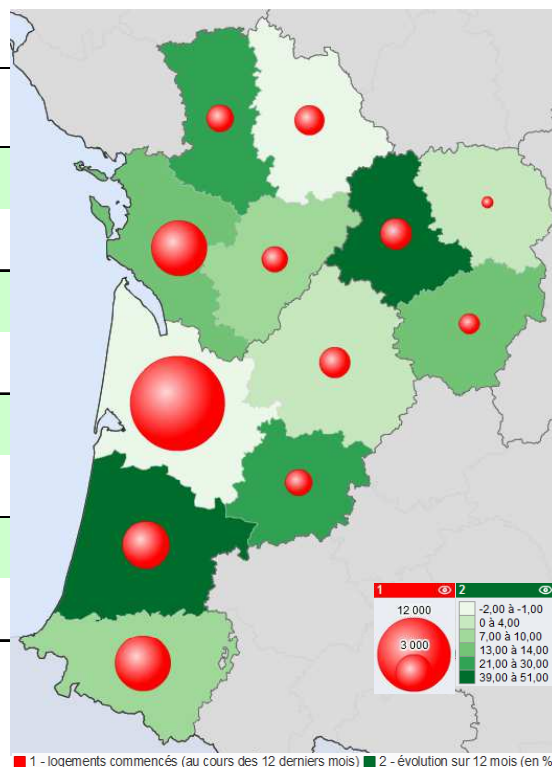 1 2
12 000
3 000
-2,00 à -1,00
0 à 4,00
7,00 à 10,00
13,00 à 14,00
21,00 à 30,00
39,00 à 51,00
1 - logements commencés (au cours des 12 derniers mois) 2 - évolution sur 12 mois (en %